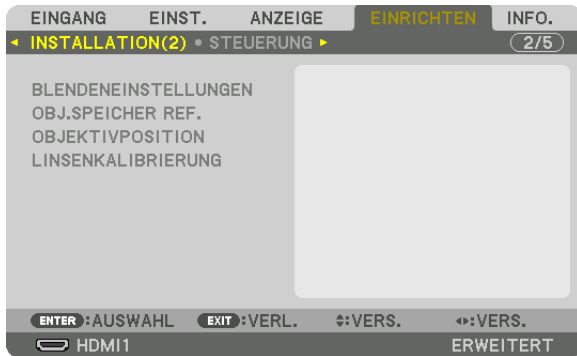 EINGANG EINST. ANZEIGE EINRICHTEN INFO.
◂ INSTALLATION(2) • STEUERUNG ▸ 2/5
BLENDENEINSTELLUNGEN
OBJ.SPEICHER REF.
OBJEKTIVPOSITION
LINSENKALIBRIERUNG
ENTER:AUSWAHL EXIT:VERL. ♦:VERS. ◂▸:VERS.
HDMI1 ERWEITERT